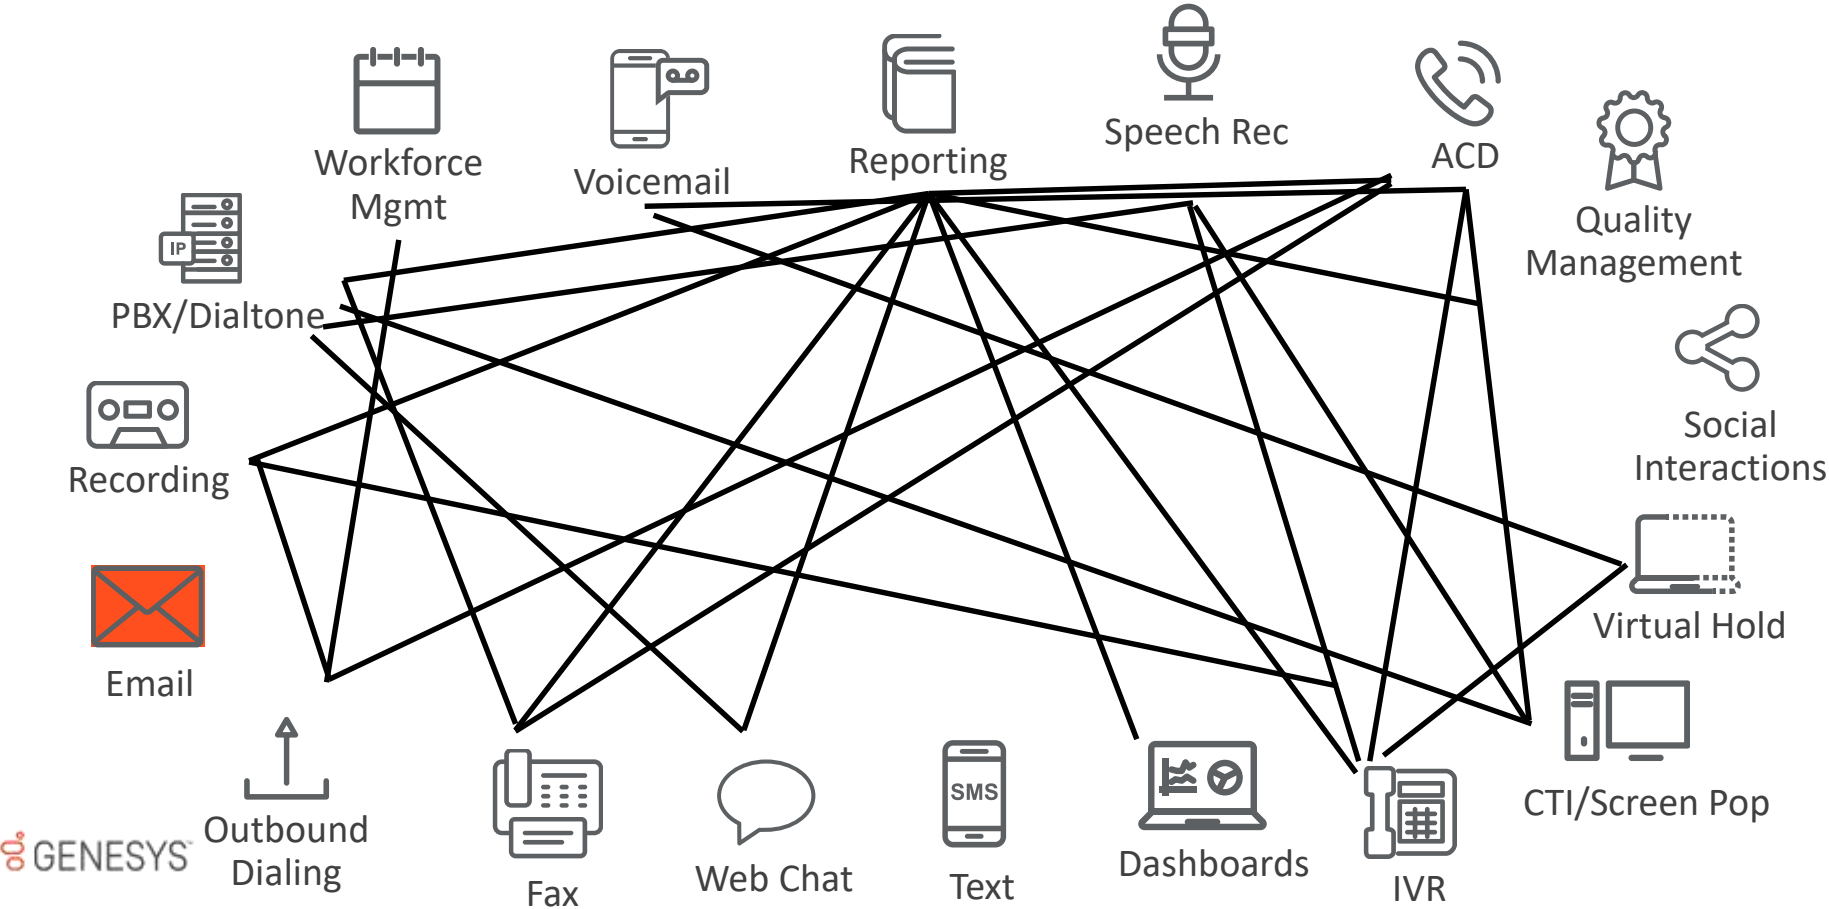 Speech Rec
ACD
Workforce
Mgmt
Voicemail
Reporting
Quality
Management
IP
PBX/Dialtone
Social
Interactions
Recording
Virtual Hold
Email
CTI/Screen Pop
SMS
Outbound
Dialing
GENESYS
Fax
Web Chat
Text
Dashboards
IVR